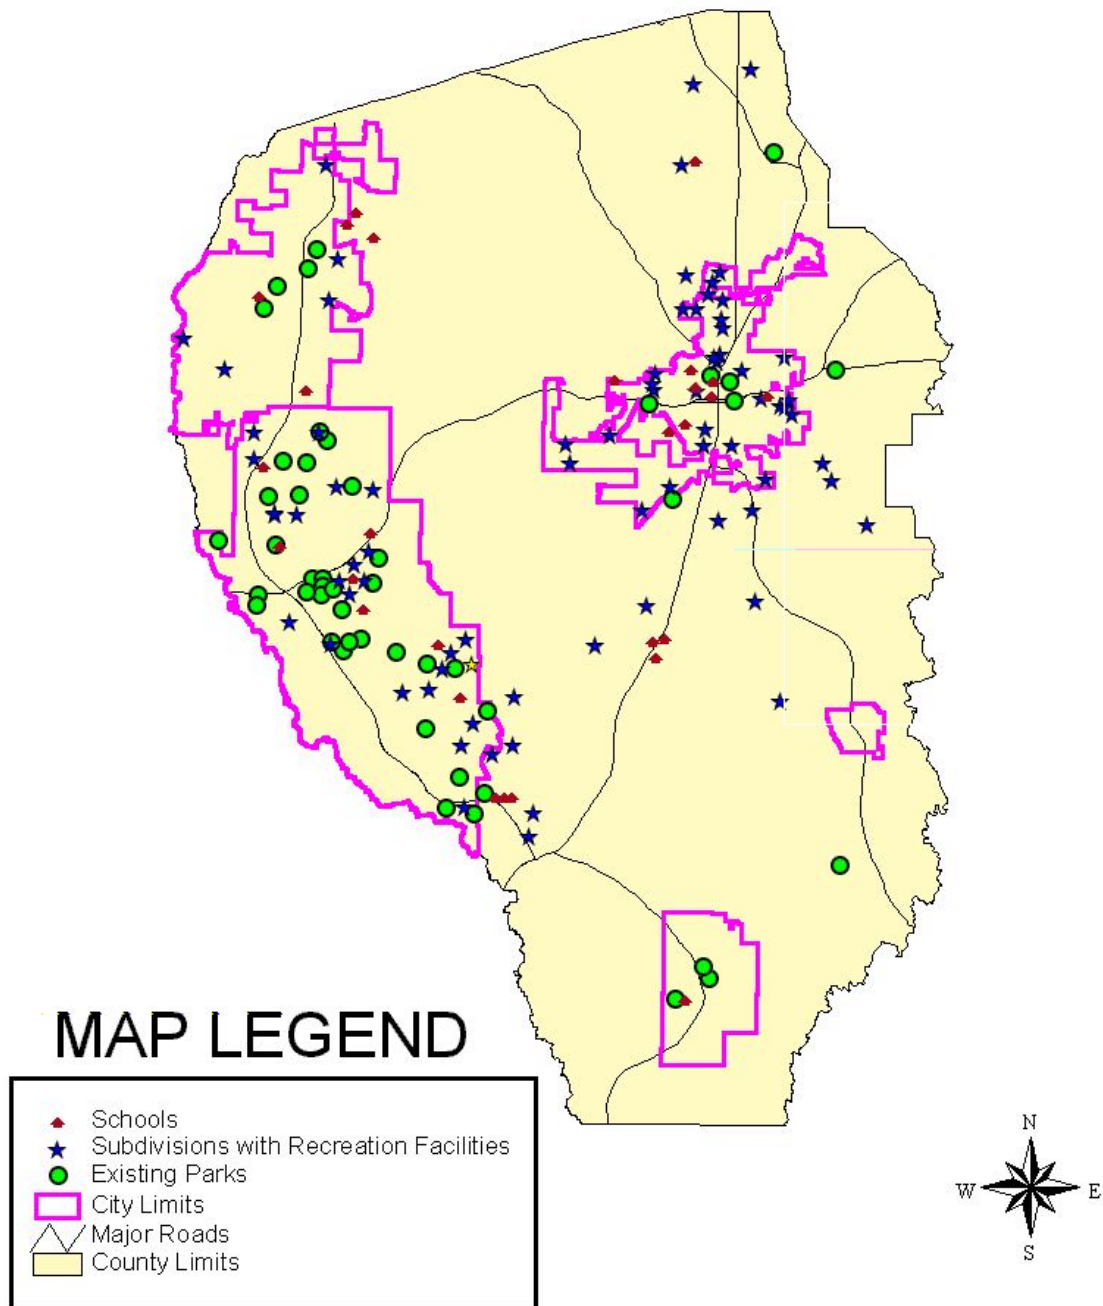 MAP LEGEND
Schools
Subdivisions with Recreation Facilities
Existing Parks
City Limits
Major Roads
County Limits
N
W E
S